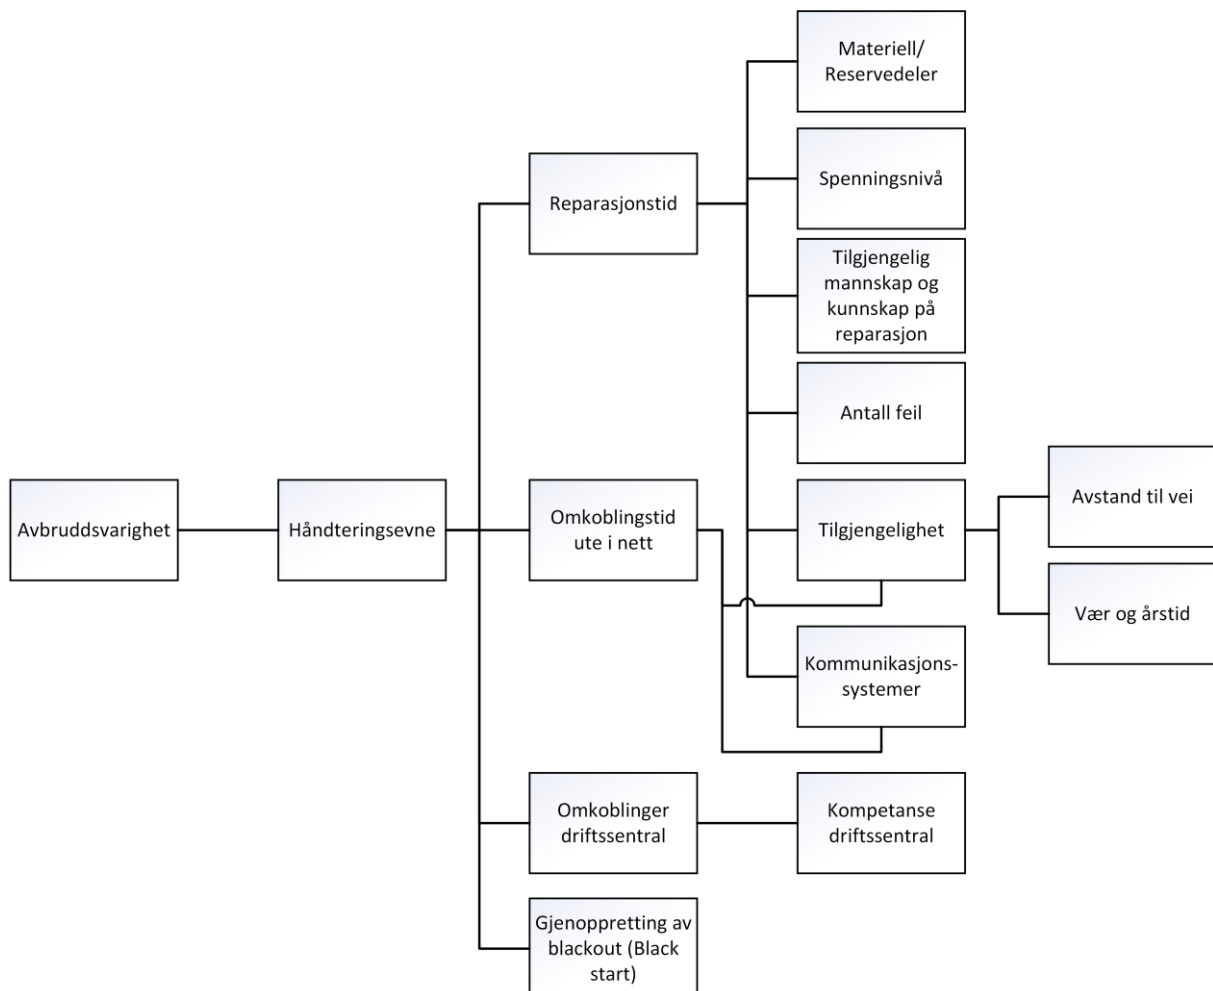 Materiell/
Reservedeler
Spenningsnivå
Reparasjonstid
Tilgjengelig
mannskap og
kunnskap på
reparasjon
Antall feil
Avstand til vei
Avbruddsvarighet
Håndteringsevne
Omkoblingstid
ute i nett
Tilgjengelighet
Vær og årstid
Kommunikasjons-
systemer
Omkoblinger
driftssentral
Kompetanse
driftssentral
Gjenoppretting av
blackout (Black
start)